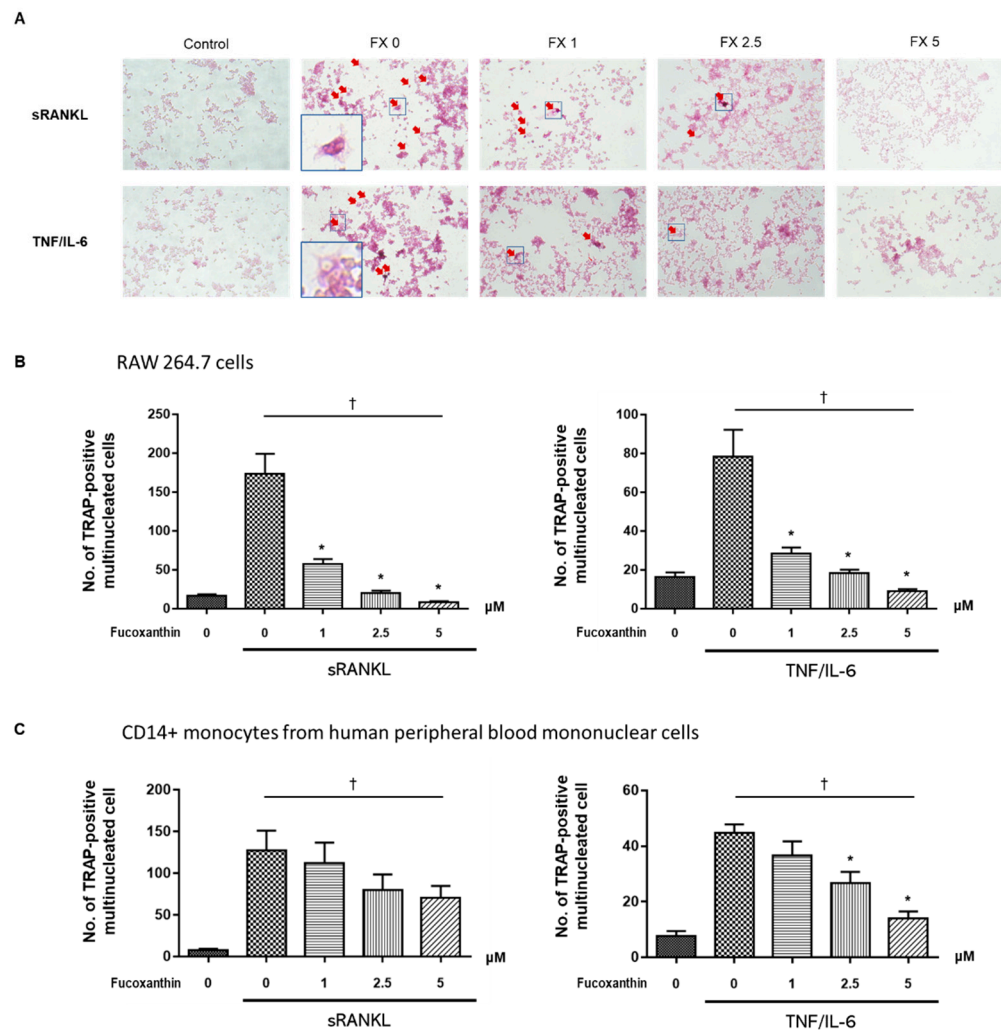 A
Control FX 0 FX 1 FX 2.5 FX 5
sRANKL
TNF/IL-6
B RAW 264.7 cells
No. of TRAP-positive
multinucleated cells
250
200
150
100
50
0
†
*
*
*
µM
Fucoxanthin 0 0 1 2.5 5
sRANKL
No. of TRAP-positive
multinucleated cells
100
80
60
40
20
0
†
*
*
*
µM
Fucoxanthin 0 0 1 2.5 5
TNF/IL-6
C CD14+ monocytes from human peripheral blood mononuclear cells
No. of TRAP-positive
multinucleated cell
200
150
100
50
0
†
µM
Fucoxanthin 0 0 1 2.5 5
sRANKL
No. of TRAP-positive
multinucleated cell
60
40
20
0
†
*
*
µM
Fucoxanthin 0 0 1 2.5 5
TNF/IL-6